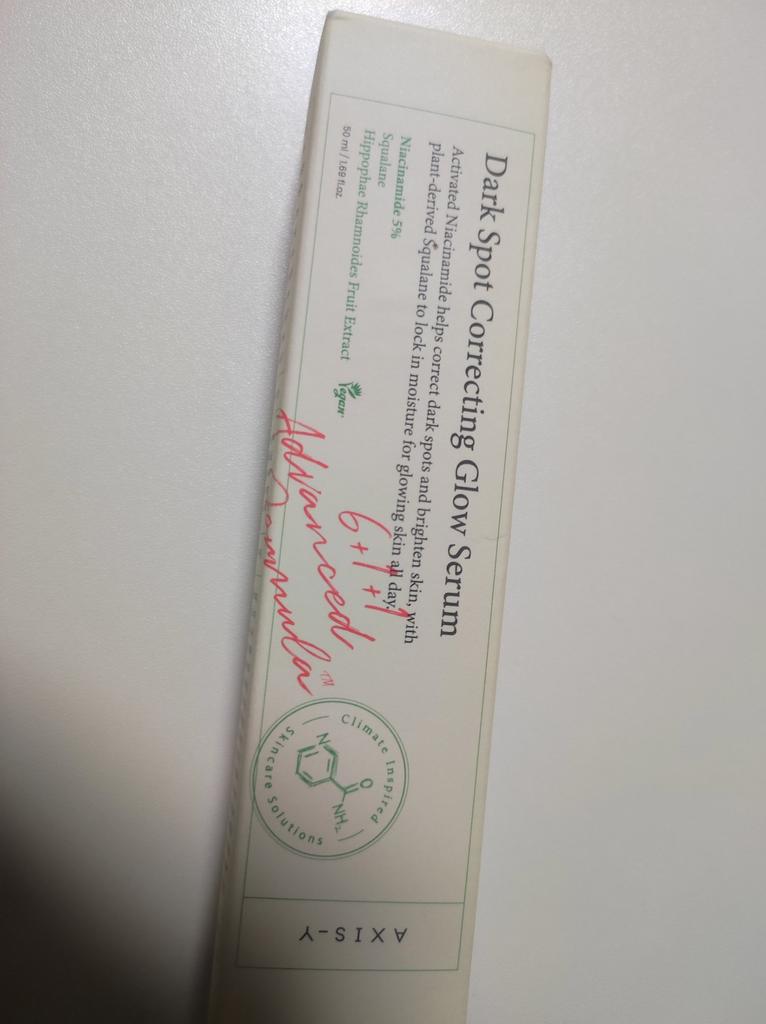 Dark Spot Correcting Glow Serum
Activated Niacinamide helps correct dark spots and brighten skin, with
plant-derived Squalane to lock in moisture for glowing skin all day.
Niacinamide 5%
Squalane
Hippophae Rhamnoides Fruit Extract
Vegan
50 ml / 1.69 fl.oz.
6+1+1
Advanced
Formula™
Climate Inspired
Skincare Solutions
N
O
NH₂
AXIS-Y